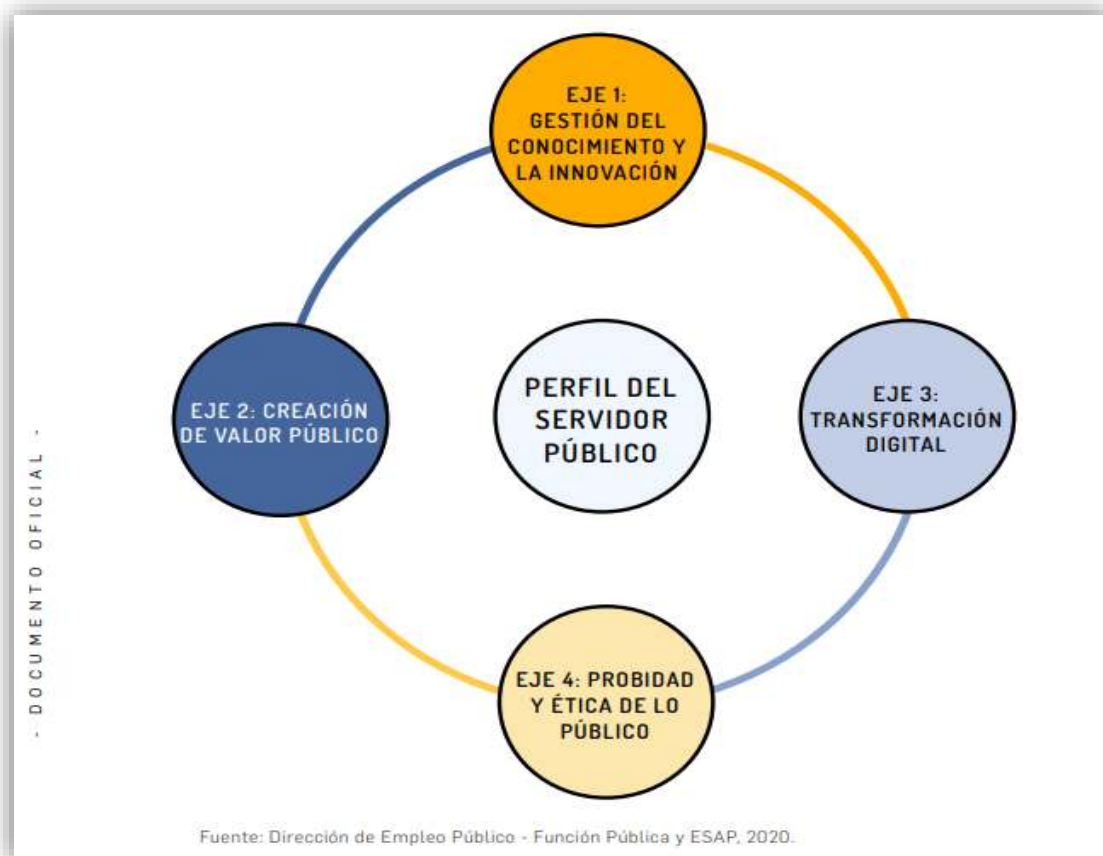 EJE 1:
GESTIÓN DEL
CONOCIMIENTO Y
LA INNOVACIÓN
EJE 2: CREACIÓN
DE VALOR PÚBLICO
PERFIL DEL
SERVIDOR
PÚBLICO
EJE 3:
TRANSFORMACIÓN
DIGITAL
EJE 4: PROBIDAD
Y ÉTICA DE LO
PÚBLICO
- DOCUMENTO OFICIAL -
Fuente: Dirección de Empleo Público - Función Pública y ESAP, 2020.